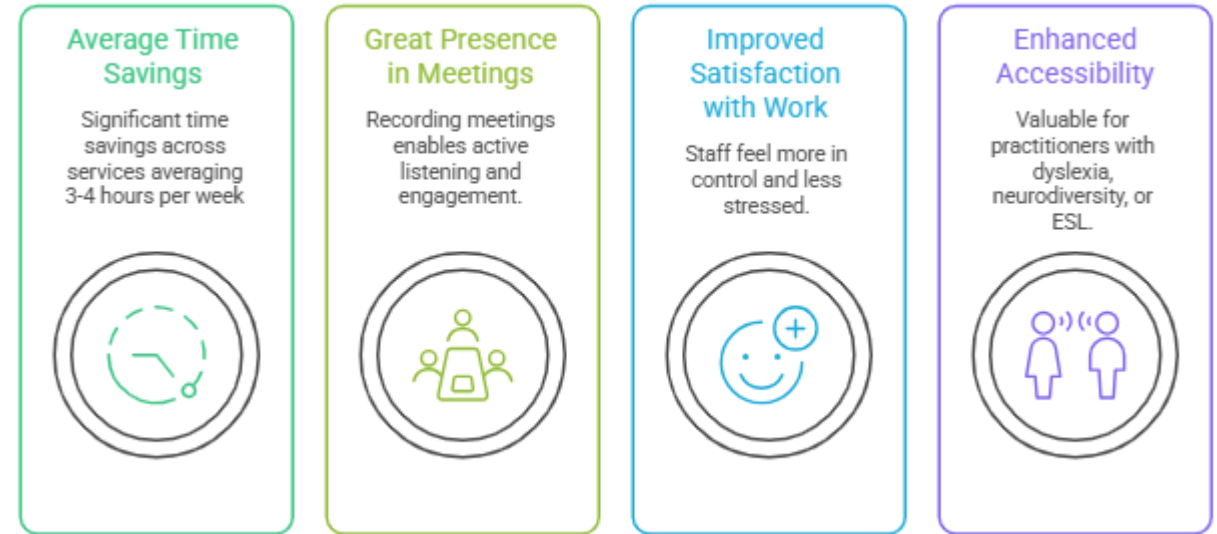 Average Time
Savings
Significant time
savings across
services averaging
3-4 hours per week
Great Presence
in Meetings
Recording meetings
enables active
listening and
engagement.
Improved
Satisfaction
with Work
Staff feel more in
control and less
stressed.
Enhanced
Accessibility
Valuable for
practitioners with
dyslexia,
neurodiversity, or
ESL.